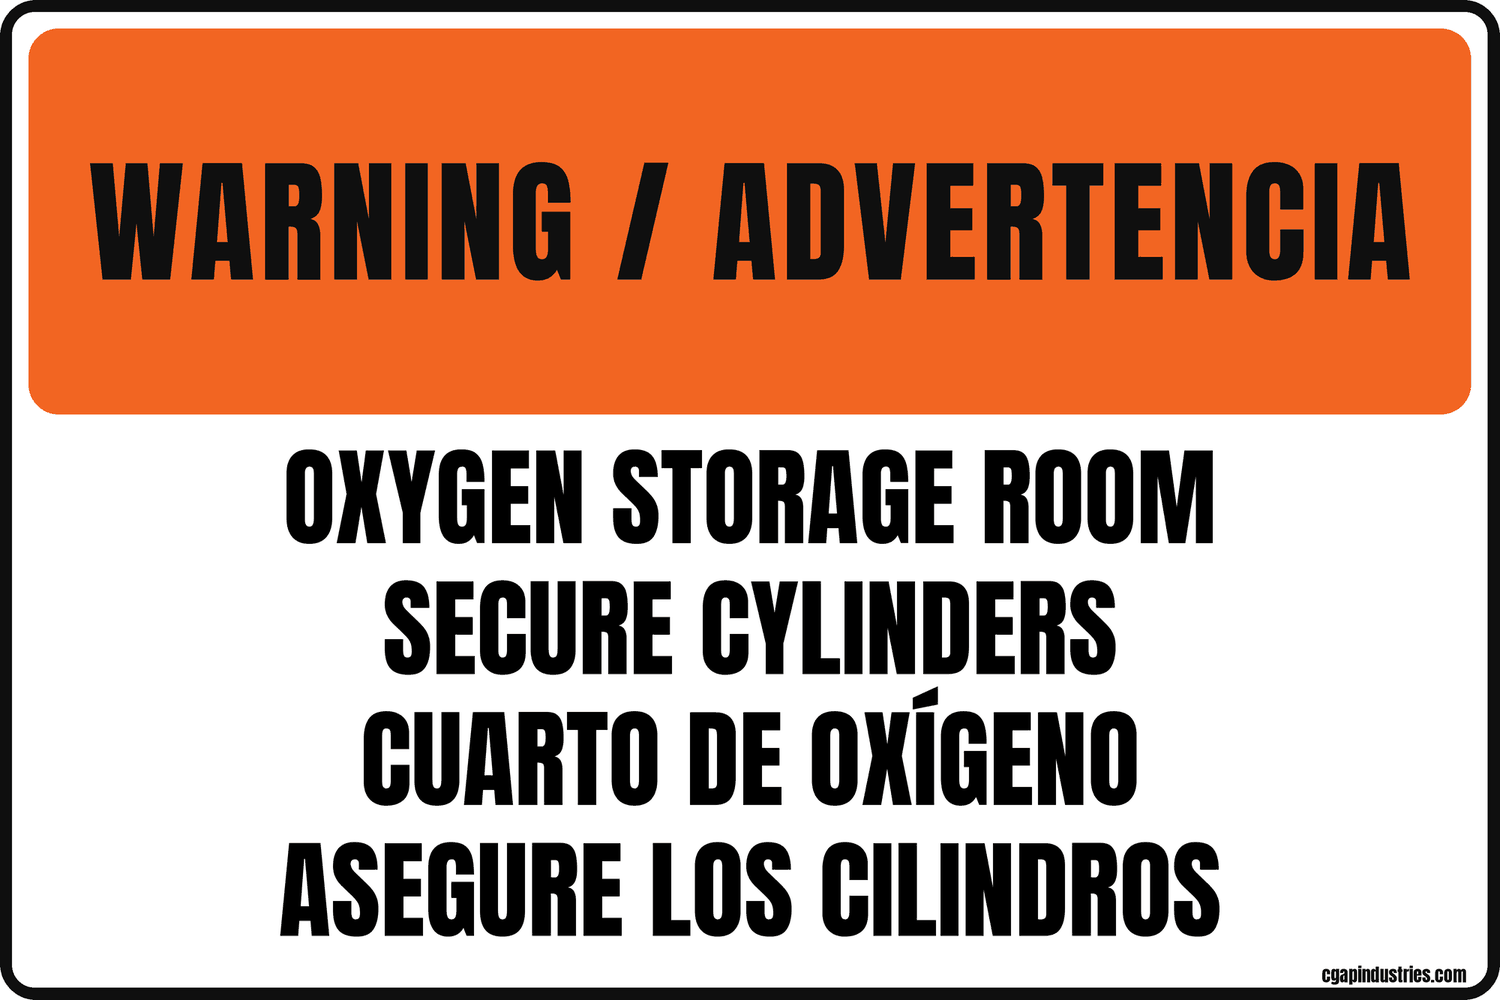 WARNING / ADVERTENCIA
OXYGEN STORAGE ROOM
SECURE CYLINDERS
CUARTO DE OXÍGENO
ASEGURE LOS CILINDROS
cgapindustries.com